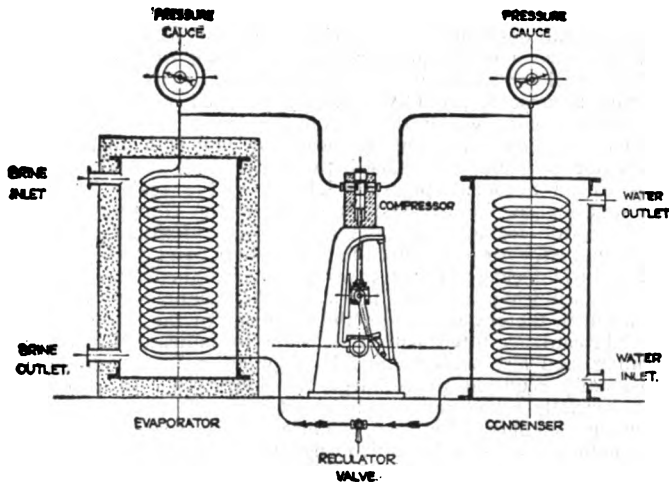 PRESSURE
GAUGE
PRESSURE
GAUGE
BRINE
INLET
COMPRESSOR
WATER
OUTLET
BRINE
OUTLET.
WATER
INLET.
EVAPORATOR
CONDENSER
REGULATOR
VALVE.